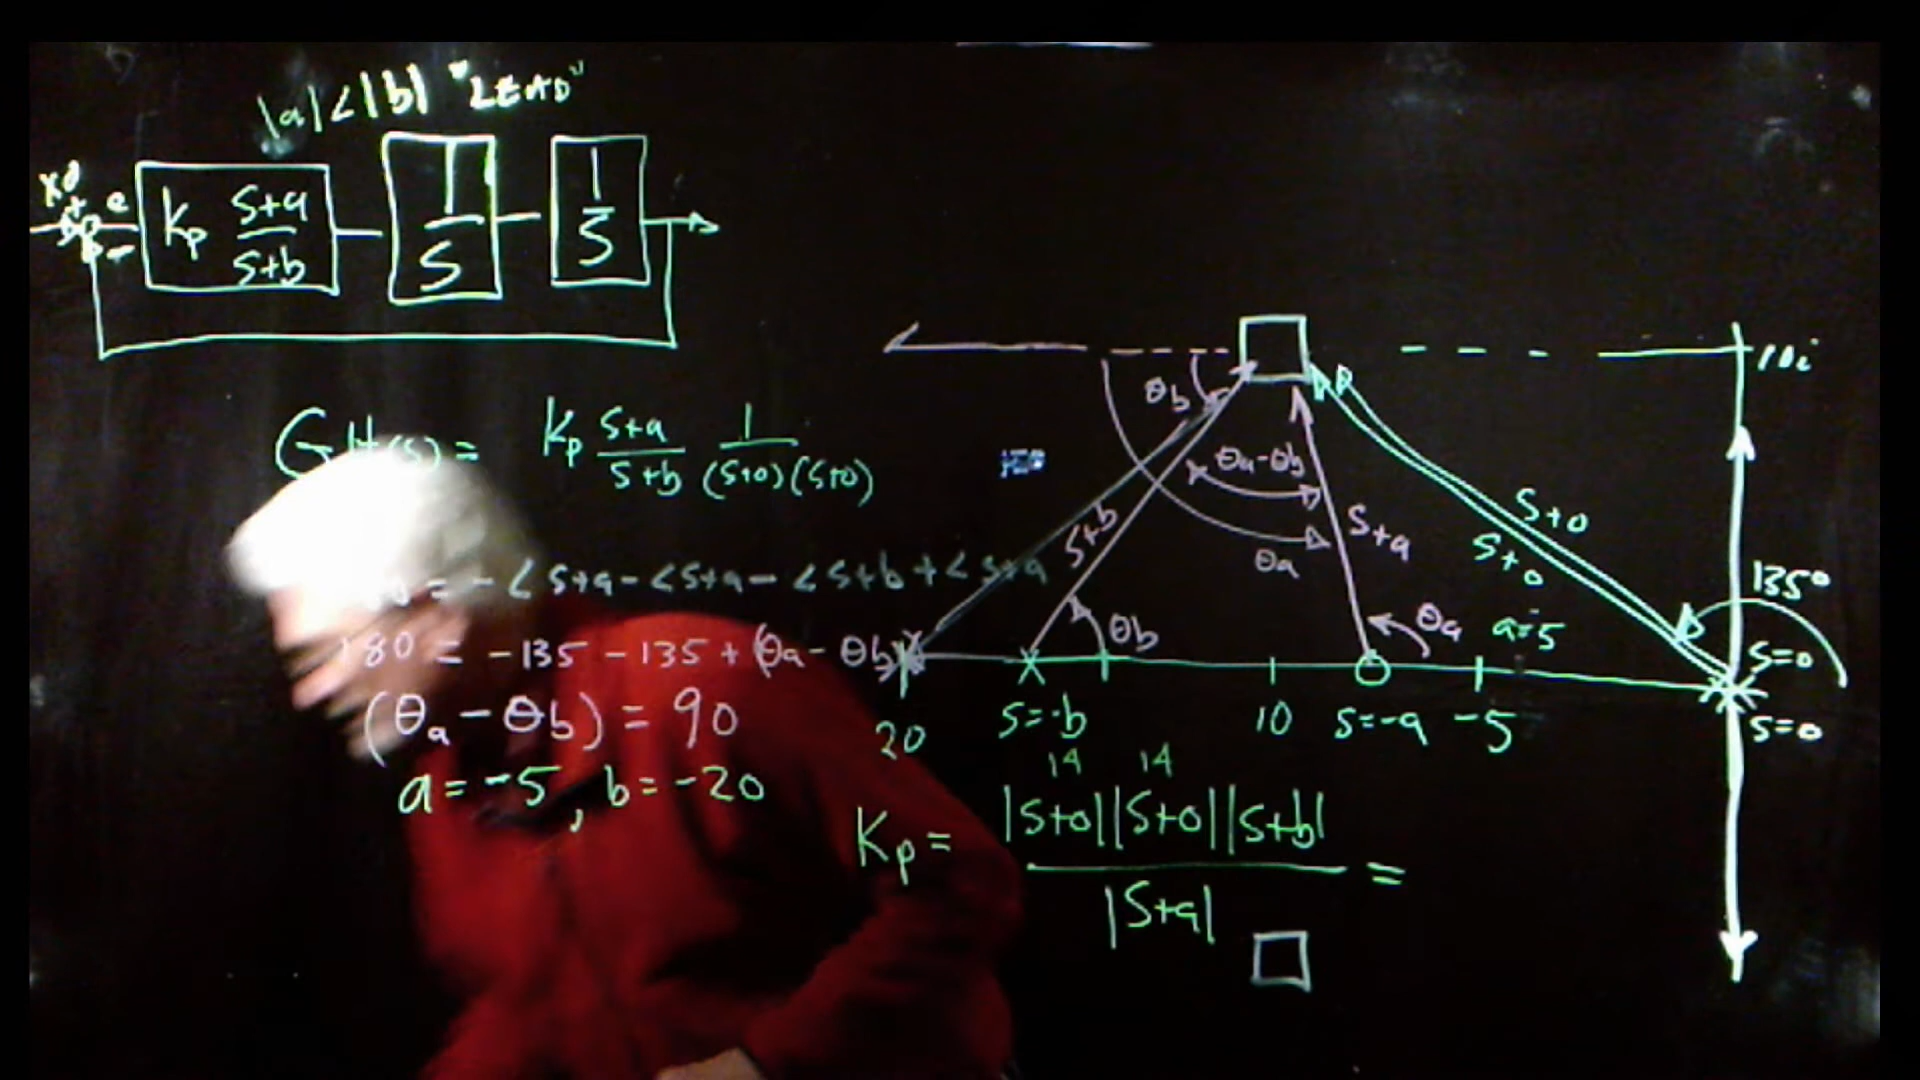 |a|<|b| "LEAD"
xd
+ e
-
Kp s+a
s+b
1
s
1
s
GH(s) = Kp s+a 1
s+b (s+0)(s+0)
= -∠s+a-∠s+a-∠s+b+∠s+a
180 = -135 -135 + (θa - θb)
(θa - θb) = 90
a = -5, b = -20
10i
θb
θa-θb
s+b
s+a
θa
s+0
s+0
135°
θb
θa
a=5
s=0
20
s=-b
10
s=-a
-5
s=0
14 14
Kp = |s+0||s+0||s+b| =
|s+a|